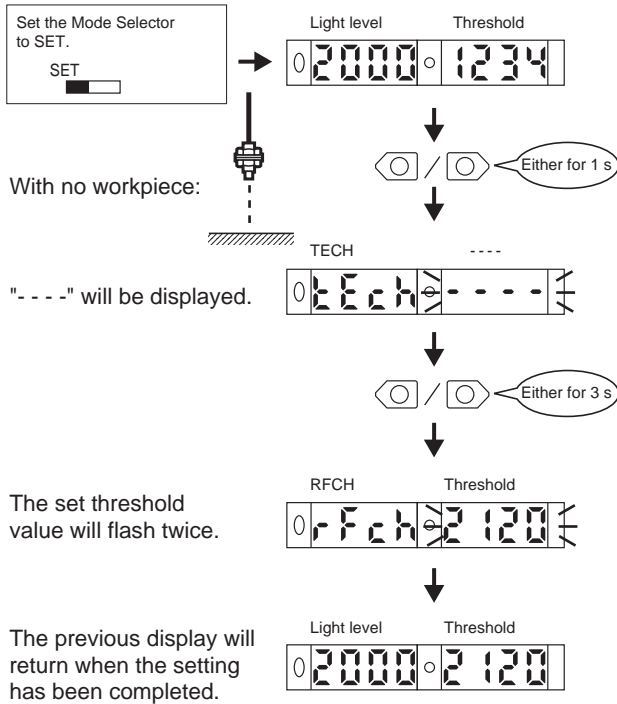 Set the Mode Selector
to SET.
SET
Light level Threshold
2000 1234
Either for 1 s
With no workpiece:
TECH - - - -
"- - - -" will be displayed.
tEch - - - -
Either for 3 s
RFCH Threshold
The set threshold
value will flash twice.
rFch 2120
The previous display will
return when the setting
has been completed.
Light level Threshold
2000 2120